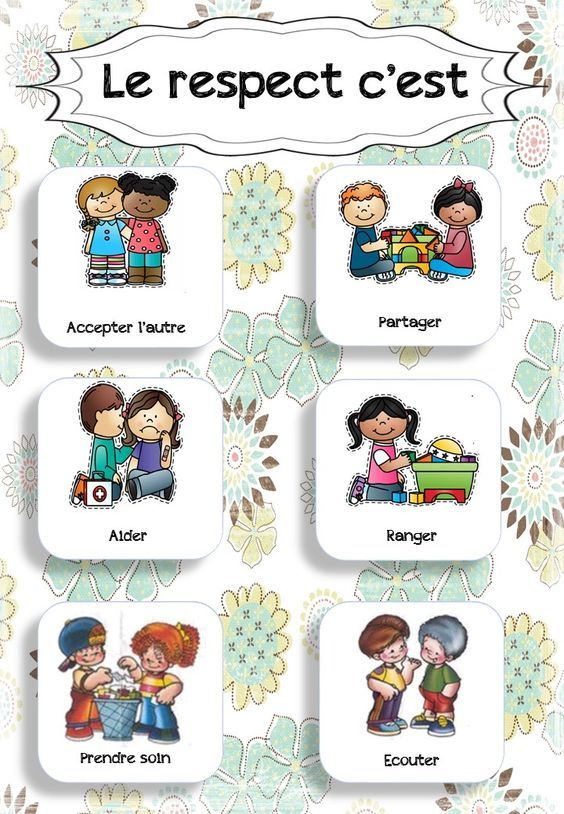 Le respect c'est
Accepter l'autre
Partager
Aider
Ranger
Prendre soin
Ecouter